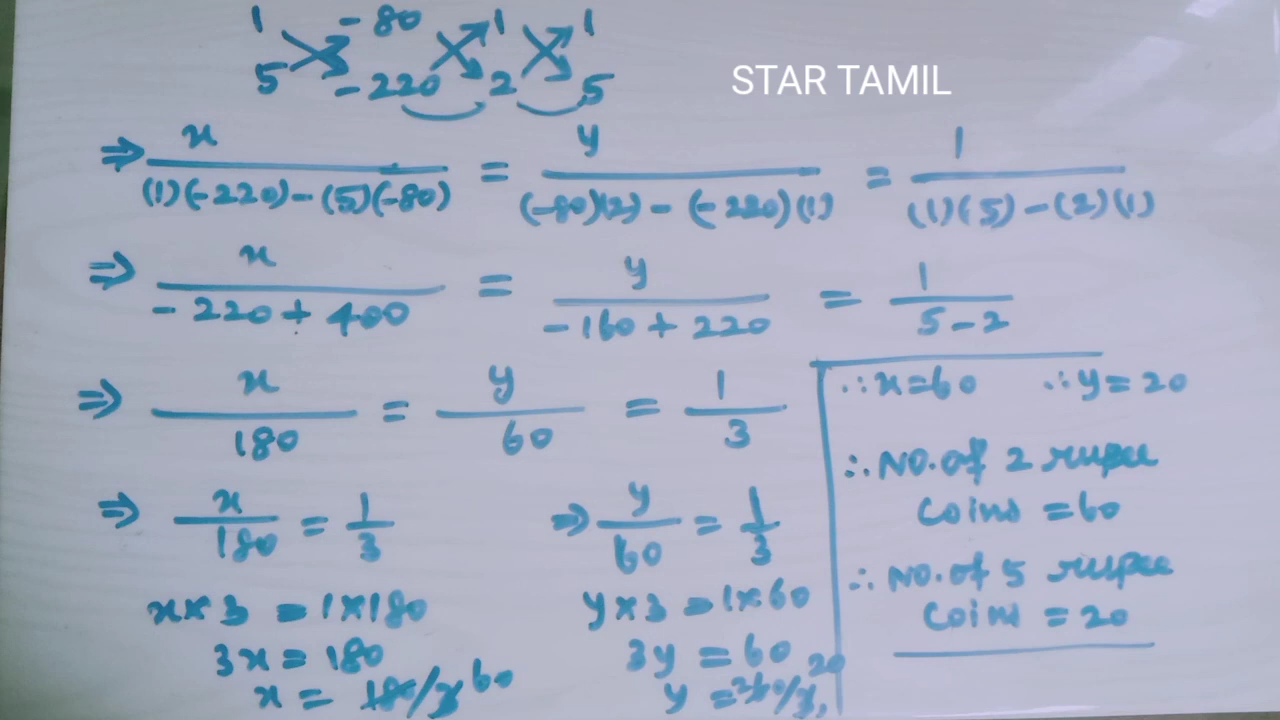 1 -80 1 1
5 -220 2 5
STAR TAMIL
⇒ x/((1)(-220)-(5)(-80)) = y/((-80)(2)-(-220)(1)) = 1/((1)(5)-(2)(1))
⇒ x/(-220+400) = y/(-160+220) = 1/(5-2)
⇒ x/180 = y/60 = 1/3
⇒ x/180 = 1/3 ⇒ y/60 = 1/3
x×3 = 1×180 y×3 = 1×60
3x = 180 3y = 60
x = 180/3 60 y = 60/3 20
∴x=60 ∴y=20
∴No.of 2 rupee
coins =60
∴No.of 5 rupee
coins =20